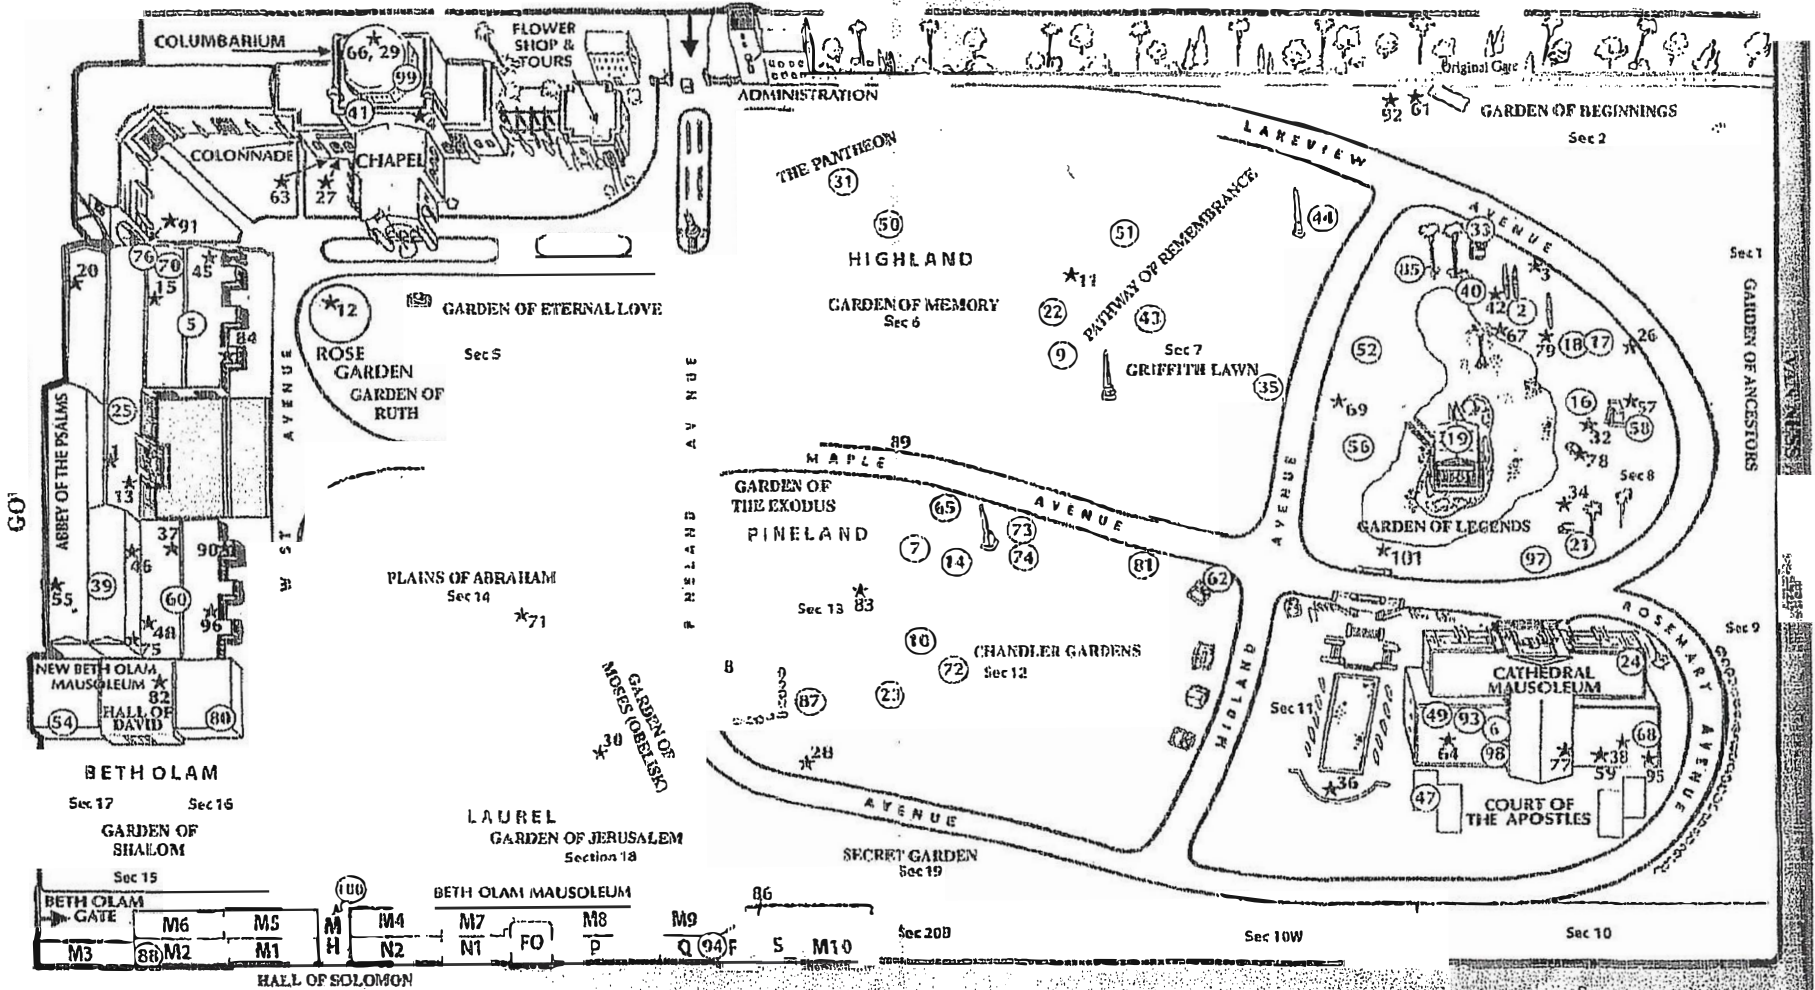 COLUMBARIUM
66, 29
99
41
4
FLOWER
SHOP &
TOURS
ADMINISTRATION
COLONNADE
CHAPEL
63
27
91
Original Gate
92
61
GARDEN OF BEGINNINGS
Sec 2
LAKEVIEW
AVENUE
THE PANTHEON
31
50
51
44
HIGHLAND
PATHWAY OF REMEMBRANCE
GARDEN OF MEMORY
Sec 6
11
22
43
9
Sec 7
GRIFFITH LAWN
35
33
85
3
40
42
2
67
79
18
17
26
52
69
56
16
57
58
32
78
19
Sec 8
34
GARDEN OF LEGENDS
21
97
101
Sec 1
GARDEN OF ANCESTORS
VAN NESS
20
76
70
15
45
5
84
25
1
13
ABBEY OF THE PSALMS
GO
37
46
90
39
60
55
48
75
96
12
ROSE
GARDEN
GARDEN OF
RUTH
GARDEN OF ETERNAL LOVE
Sec 5
WEST AVENUE
PINELAND AVENUE
89
MAPLE
AVENUE
GARDEN OF
THE EXODUS
PINELAND
65
73
7
14
74
81
62
PLAINS OF ABRAHAM
Sec 14
71
Sec 13
83
10
72
CHANDLER GARDENS
Sec 12
23
8
87
28
MIDLAND
AVENUE
ROSEMARY AVENUE
Sec 9
24
CATHEDRAL
MAUSOLEUM
Sec 11
49
93
6
64
98
77
59
38
68
95
36
47
COURT OF
THE APOSTLES
NEW BETH OLAM
MAUSOLEUM
82
HALL OF
DAVID
54
80
BETH OLAM
Sec 17
Sec 16
GARDEN OF
SHALOM
Sec 15
GARDEN OF
MOSES (OBELISK)
30
LAUREL
GARDEN OF JERUSALEM
Section 18
AVENUE
SECRET GARDEN
Sec 19
BETH OLAM
GATE
100
BETH OLAM MAUSOLEUM
86
M6
M5
MH
M4
M7
M8
M9
M3
88
M2
M1
N2
N1
FO
P
Q
94
F
S
M10
Sec 20B
Sec 10W
Sec 10
HALL OF SOLOMON